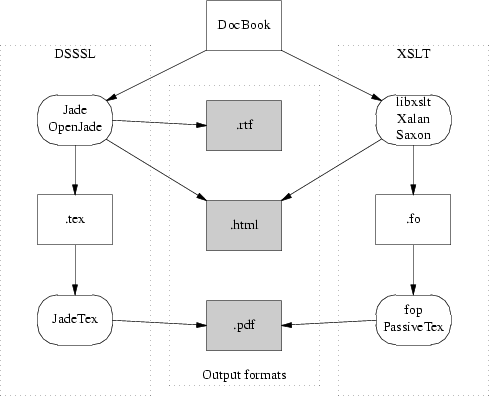 DocBook
DSSSL
XSLT
Jade
OpenJade
.rtf
libxslt
Xalan
Saxon
.tex
.html
.fo
JadeTex
.pdf
fop
PassiveTex
Output formats